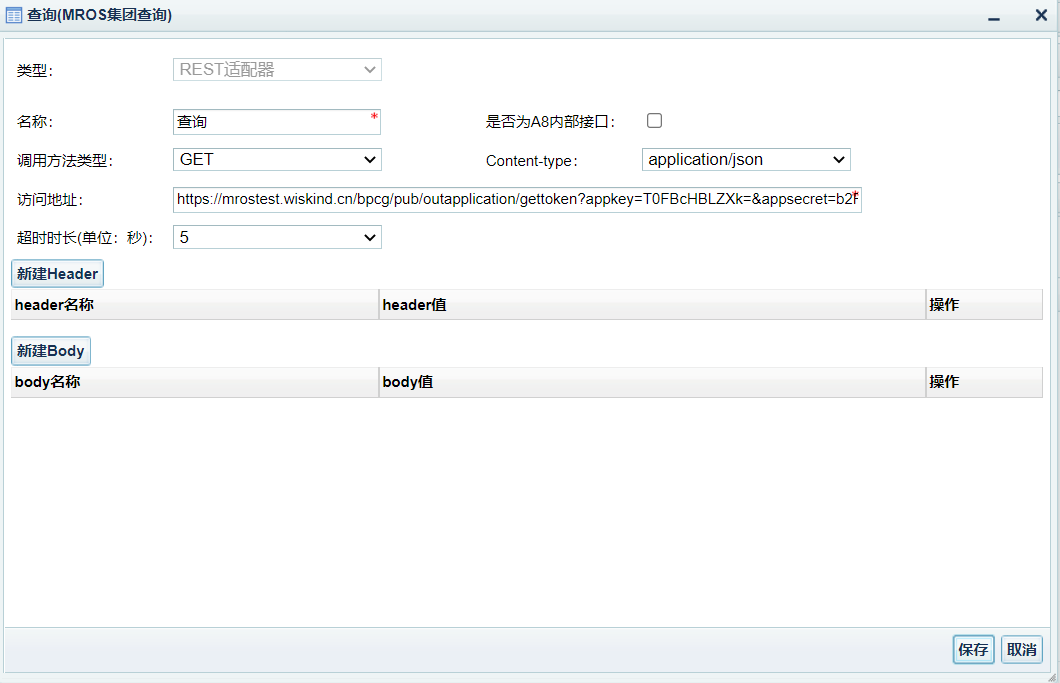 查询(MROS集团查询)
类型：
REST适配器
名称：
查询
*
是否为A8内部接口：
调用方法类型：
GET
Content-type：
application/json
访问地址：
https://mrostest.wiskind.cn/bpcg/pub/outapplication/gettoken?appkey=T0FBcHBLZXk=&appsecret=b2F
*
超时时长(单位：秒)：
5
新建Header
header名称
header值
操作
新建Body
body名称
body值
操作
保存
取消